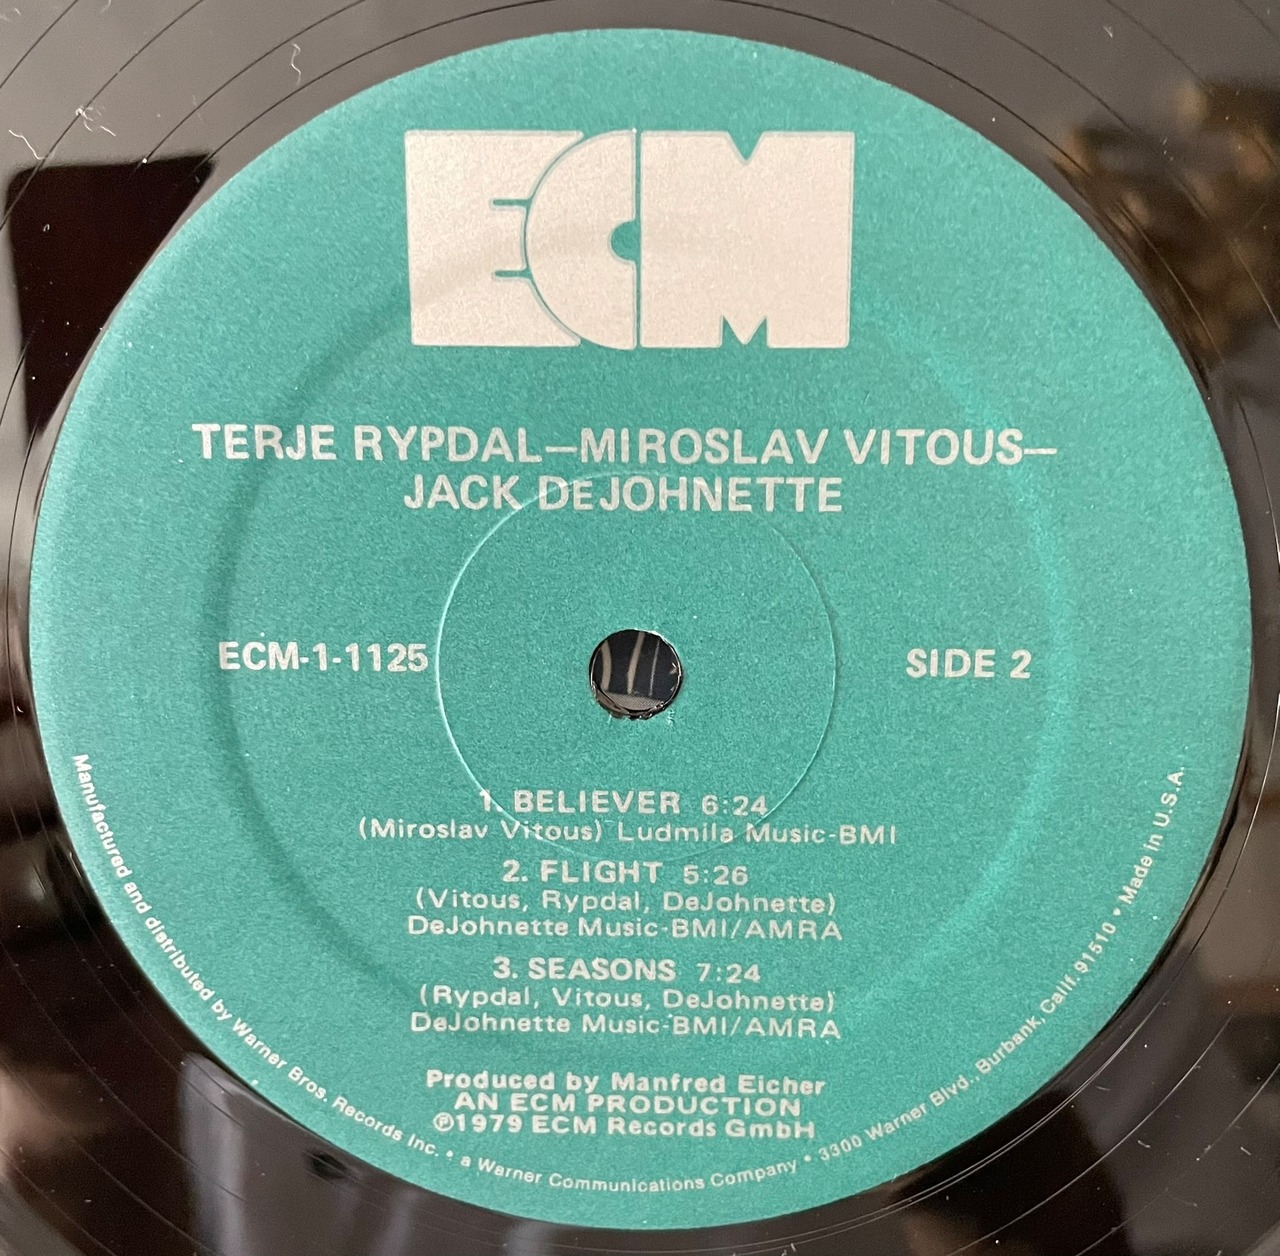 ECM
TERJE RYPDAL—MIROSLAV VITOUS—
JACK DeJOHNETTE
ECM-1-1125
SIDE 2
1. BELIEVER 6:24
(Miroslav Vitous) Ludmila Music-BMI
2. FLIGHT 5:26
(Vitous, Rypdal, DeJohnette)
DeJohnette Music-BMI/AMRA
3. SEASONS 7:24
(Rypdal, Vitous, DeJohnette)
DeJohnette Music-BMI/AMRA
Produced by Manfred Eicher
AN ECM PRODUCTION
℗1979 ECM Records GmbH
Manufactured and distributed by Warner Bros. Records Inc. • a Warner Communications Company • 3300 Warner Blvd., Burbank, Calif. 91510 • Made in U.S.A.